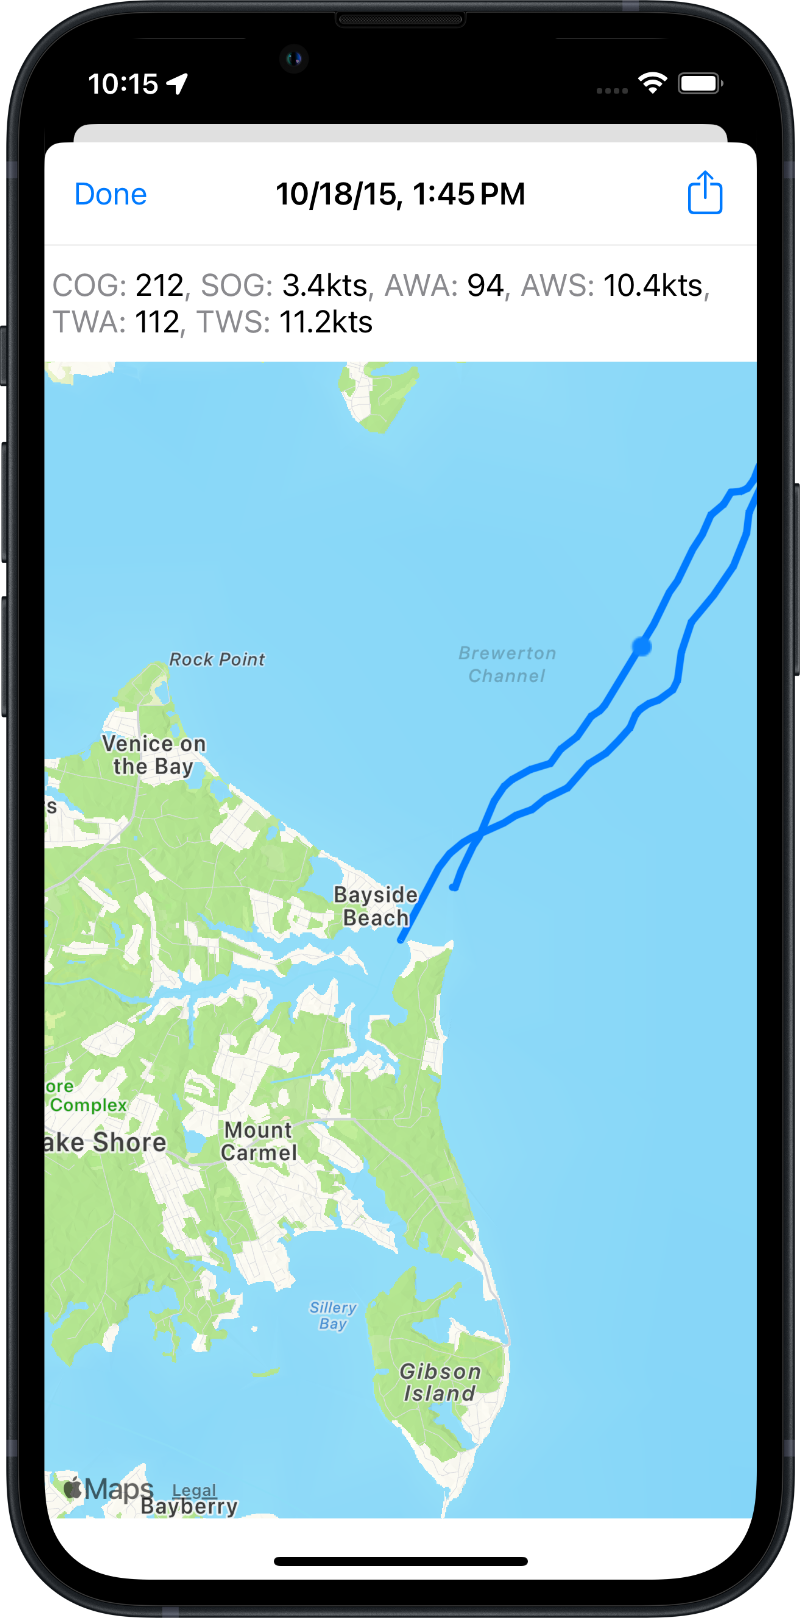 10:15
Done
10/18/15, 1:45 PM
COG: 212, SOG: 3.4kts, AWA: 94, AWS: 10.4kts,
TWA: 112, TWS: 11.2kts
Rock Point
Brewerton
Channel
Venice on
the Bay
s
Bayside
Beach
ore
Complex
ake Shore
Mount
Carmel
Sillery
Bay
Gibson
Island
Maps
Legal
Bayberry